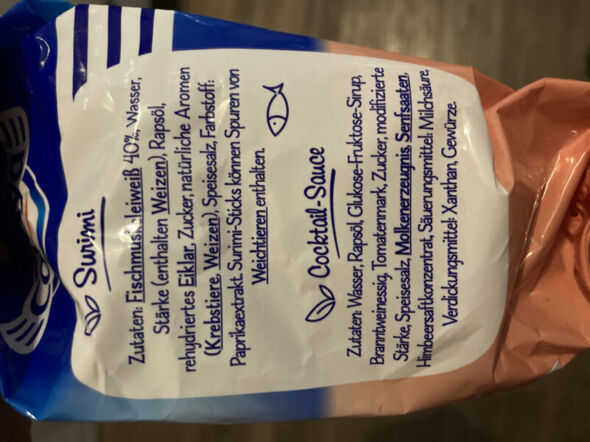 Surimi
Zutaten: Fischmuskeleiweiß 40%, Wasser,
Stärke (enthalten Weizen), Rapsöl,
rehydriertes Eiklar, Zucker, natürliche Aromen
(Krebstiere, Weizen), Speisesalz, Farbstoff:
Paprikaextrakt. Surimi-Sticks können Spuren von
Weichtieren enthalten.
Cocktail-Sauce
Zutaten: Wasser, Rapsöl, Glukose-Fruktose-Sirup,
Branntweinessig, Tomatenmark, Zucker, modifizierte
Stärke, Speisesalz, Molkenerzeugnis, Senfsaaten,
Himbeersaftkonzentrat, Säuerungsmittel Milchsäure,
Verdickungsmittel Xanthan, Gewürze.